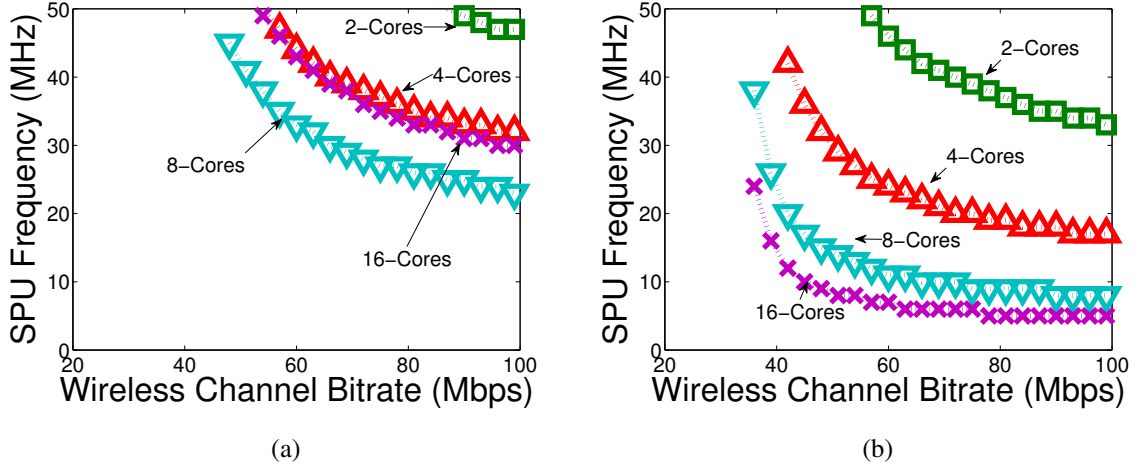 50
40
30
20
10
0
20
40
60
80
100
SPU Frequency (MHz)
Wireless Channel Bitrate (Mbps)
2−Cores
4−Cores
8−Cores
16−Cores
(a)
50
40
30
20
10
0
20
40
60
80
100
SPU Frequency (MHz)
Wireless Channel Bitrate (Mbps)
2−Cores
4−Cores
8−Cores
16−Cores
(b)